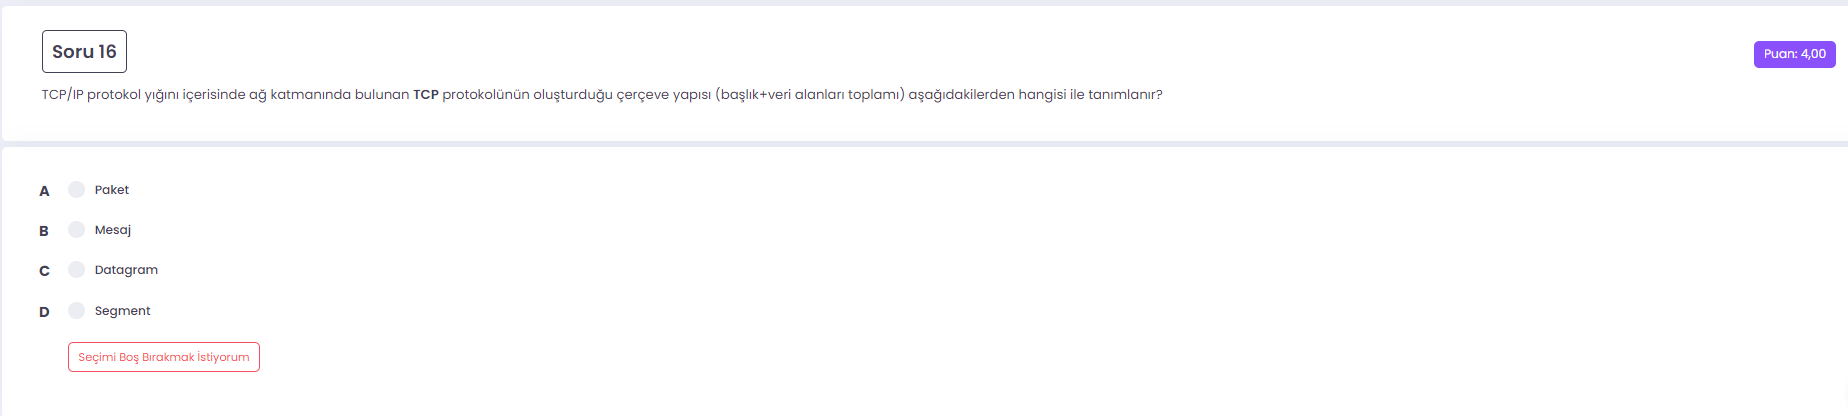 Soru 16
Puan: 4,00
TCP/IP protokol yığını içerisinde ağ katmanında bulunan TCP protokolünün oluşturduğu çerçeve yapısı (başlık+veri alanları toplamı) aşağıdakilerden hangisi ile tanımlanır?
A Paket
B Mesaj
C Datagram
D Segment
Seçimi Boş Bırakmak İstiyorum